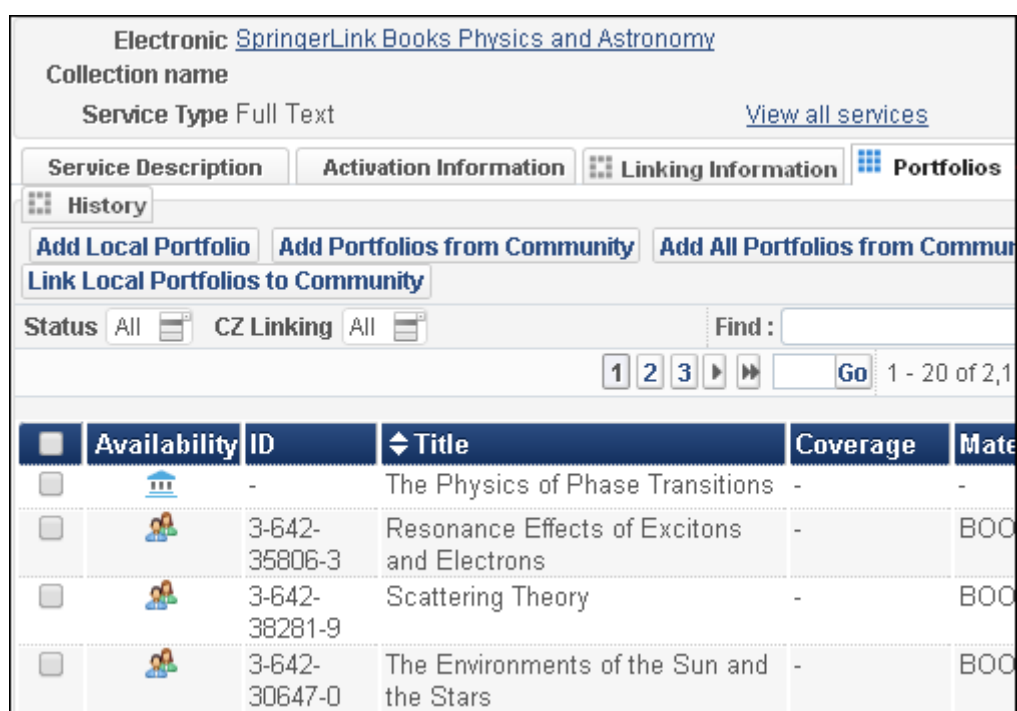 Electronic SpringerLink Books Physics and Astronomy
Collection name
Service Type Full Text View all services
Service Description Activation Information Linking Information Portfolios
History
Add Local Portfolio Add Portfolios from Community Add All Portfolios from Commun
Link Local Portfolios to Community
Status All CZ Linking All Find :
1 2 3 Go 1 - 20 of 2,1
Availability ID Title Coverage Mate
- The Physics of Phase Transitions - -
3-642- Resonance Effects of Excitons - BOO
35806-3 and Electrons
3-642- Scattering Theory - BOO
38281-9
3-642- The Environments of the Sun and - BOO
30647-0 the Stars